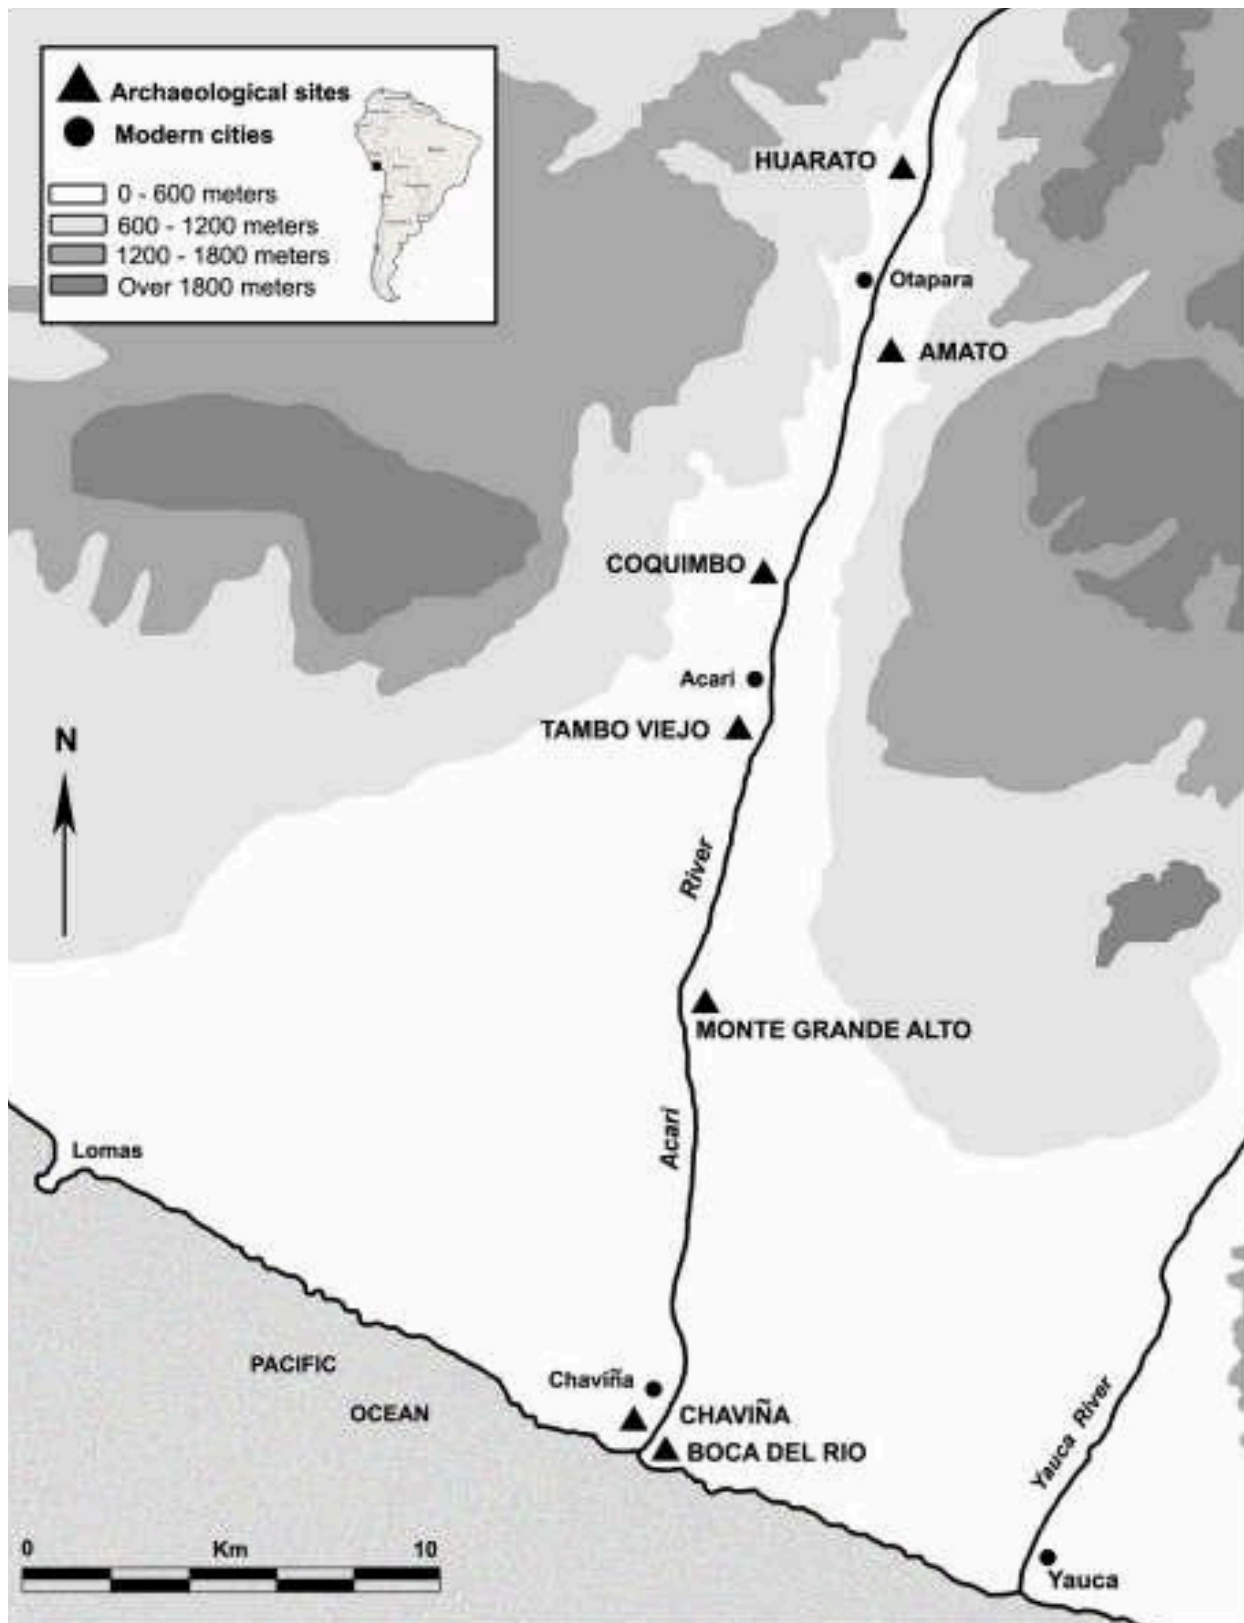 Archaeological sites
Modern cities
0 - 600 meters
600 - 1200 meters
1200 - 1800 meters
Over 1800 meters
HUARATO
Otapara
AMATO
COQUIMBO
Acari
TAMBO VIEJO
N
River
MONTE GRANDE ALTO
Acari
Lomas
PACIFIC
OCEAN
Chaviña
CHAVIÑA
BOCA DEL RIO
Yauca River
0 Km 10
Yauca